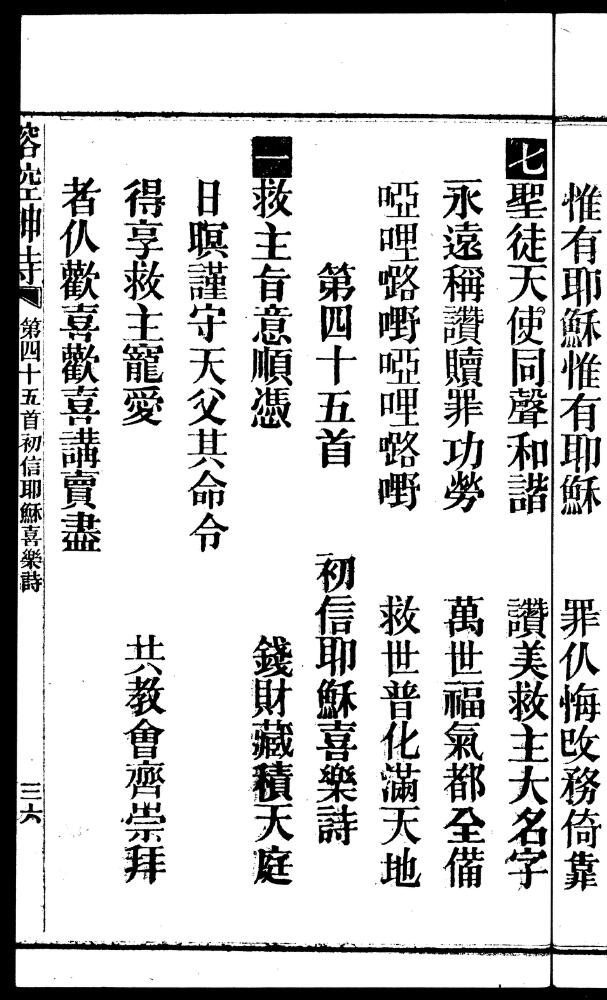 惟有耶穌惟有耶穌　罪仈悔改務倚靠
七聖徒天使同聲和諧　讚美救主大名字
永遠稱讚贖罪功勞　萬世福氣都全備
啞哩咯嘢啞哩咯嘢　救世普化滿天地
第四十五首　初信耶穌喜樂詩
一救主旨意順憑　錢財藏積天庭
日暝謹守天父其命令
得享救主寵愛　共教會齊崇拜
者仈歡喜歡喜講賣盡
榕空神詩　第四十五首初信耶穌喜樂詩　三六